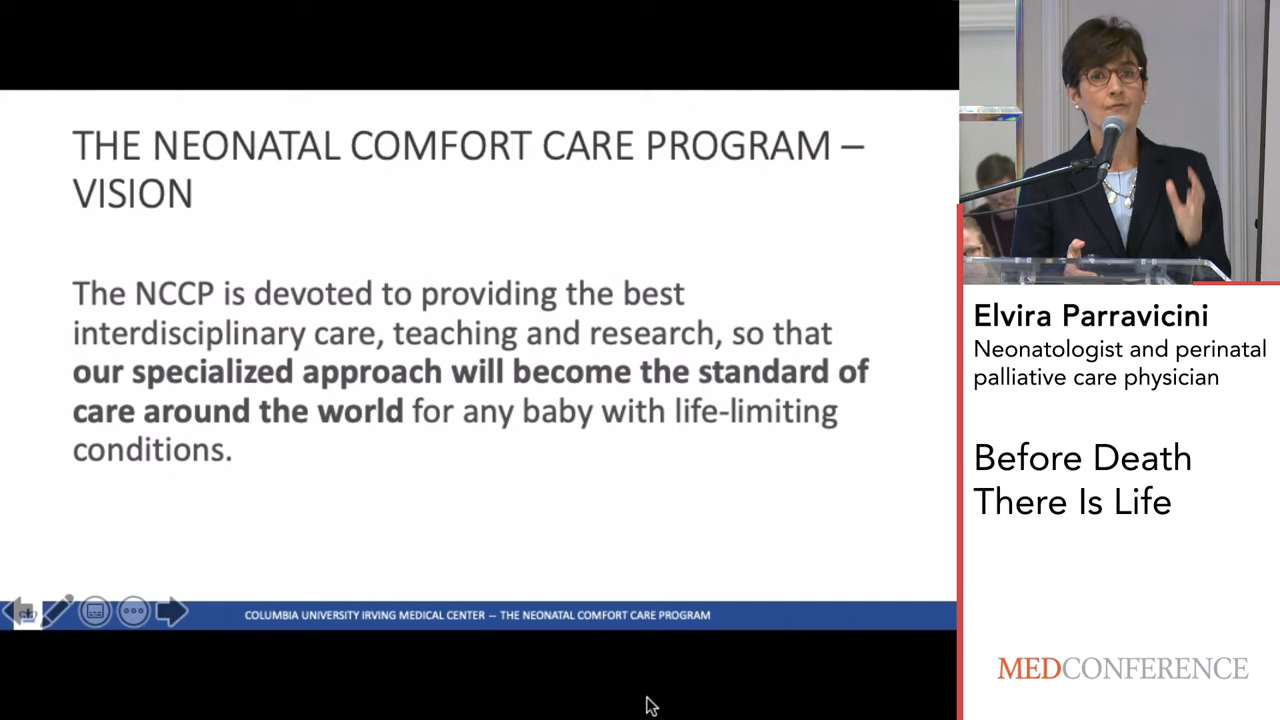 THE NEONATAL COMFORT CARE PROGRAM –
VISION
The NCCP is devoted to providing the best
interdisciplinary care, teaching and research, so that
our specialized approach will become the standard of
care around the world for any baby with life-limiting
conditions.
COLUMBIA UNIVERSITY IRVING MEDICAL CENTER – THE NEONATAL COMFORT CARE PROGRAM
Elvira Parravicini
Neonatologist and perinatal
palliative care physician
Before Death
There Is Life
MEDCONFERENCE